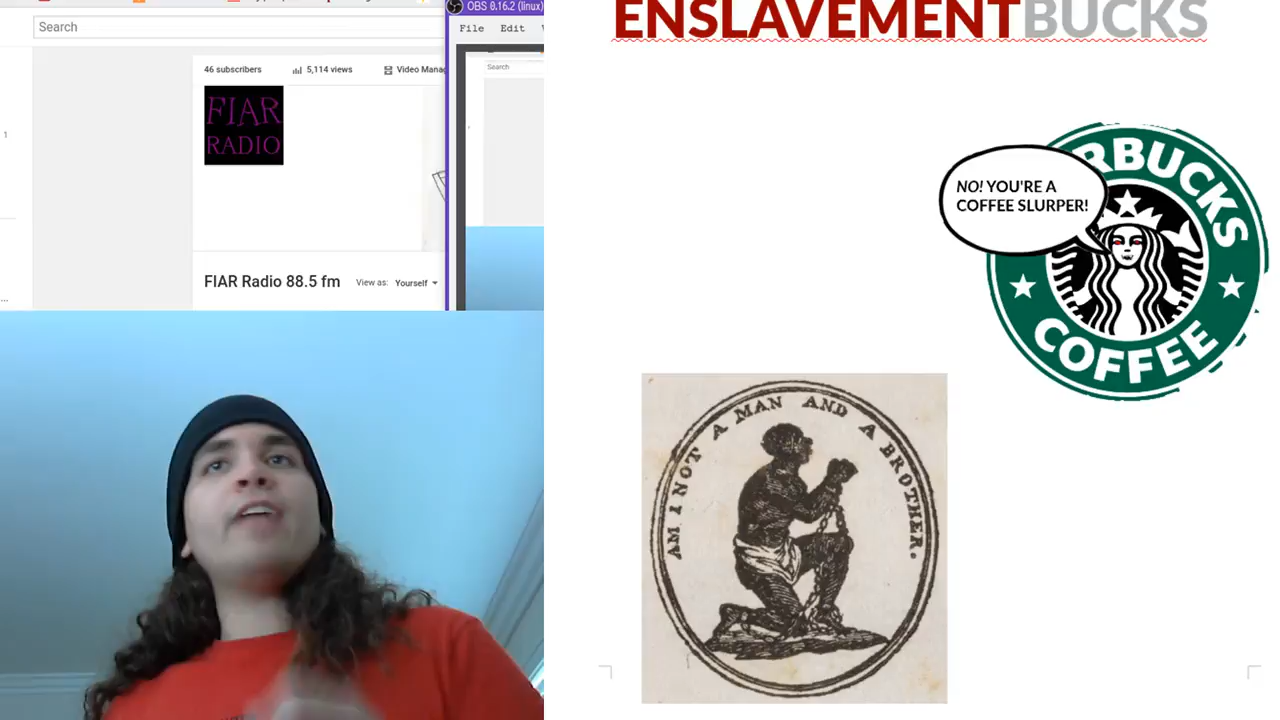 Search
46 subscribers
5,114 views
Video Manag
FIAR
RADIO
FIAR Radio 88.5 fm
View as:
Yourself
1
...
OBS 0.16.2 (linux)
File
Edit
Search
ENSLAVEMENTBUCKS
NO! YOU'RE A
COFFEE SLURPER!
RBUCKS
COFFEE
AM I NOT A MAN AND A BROTHER.